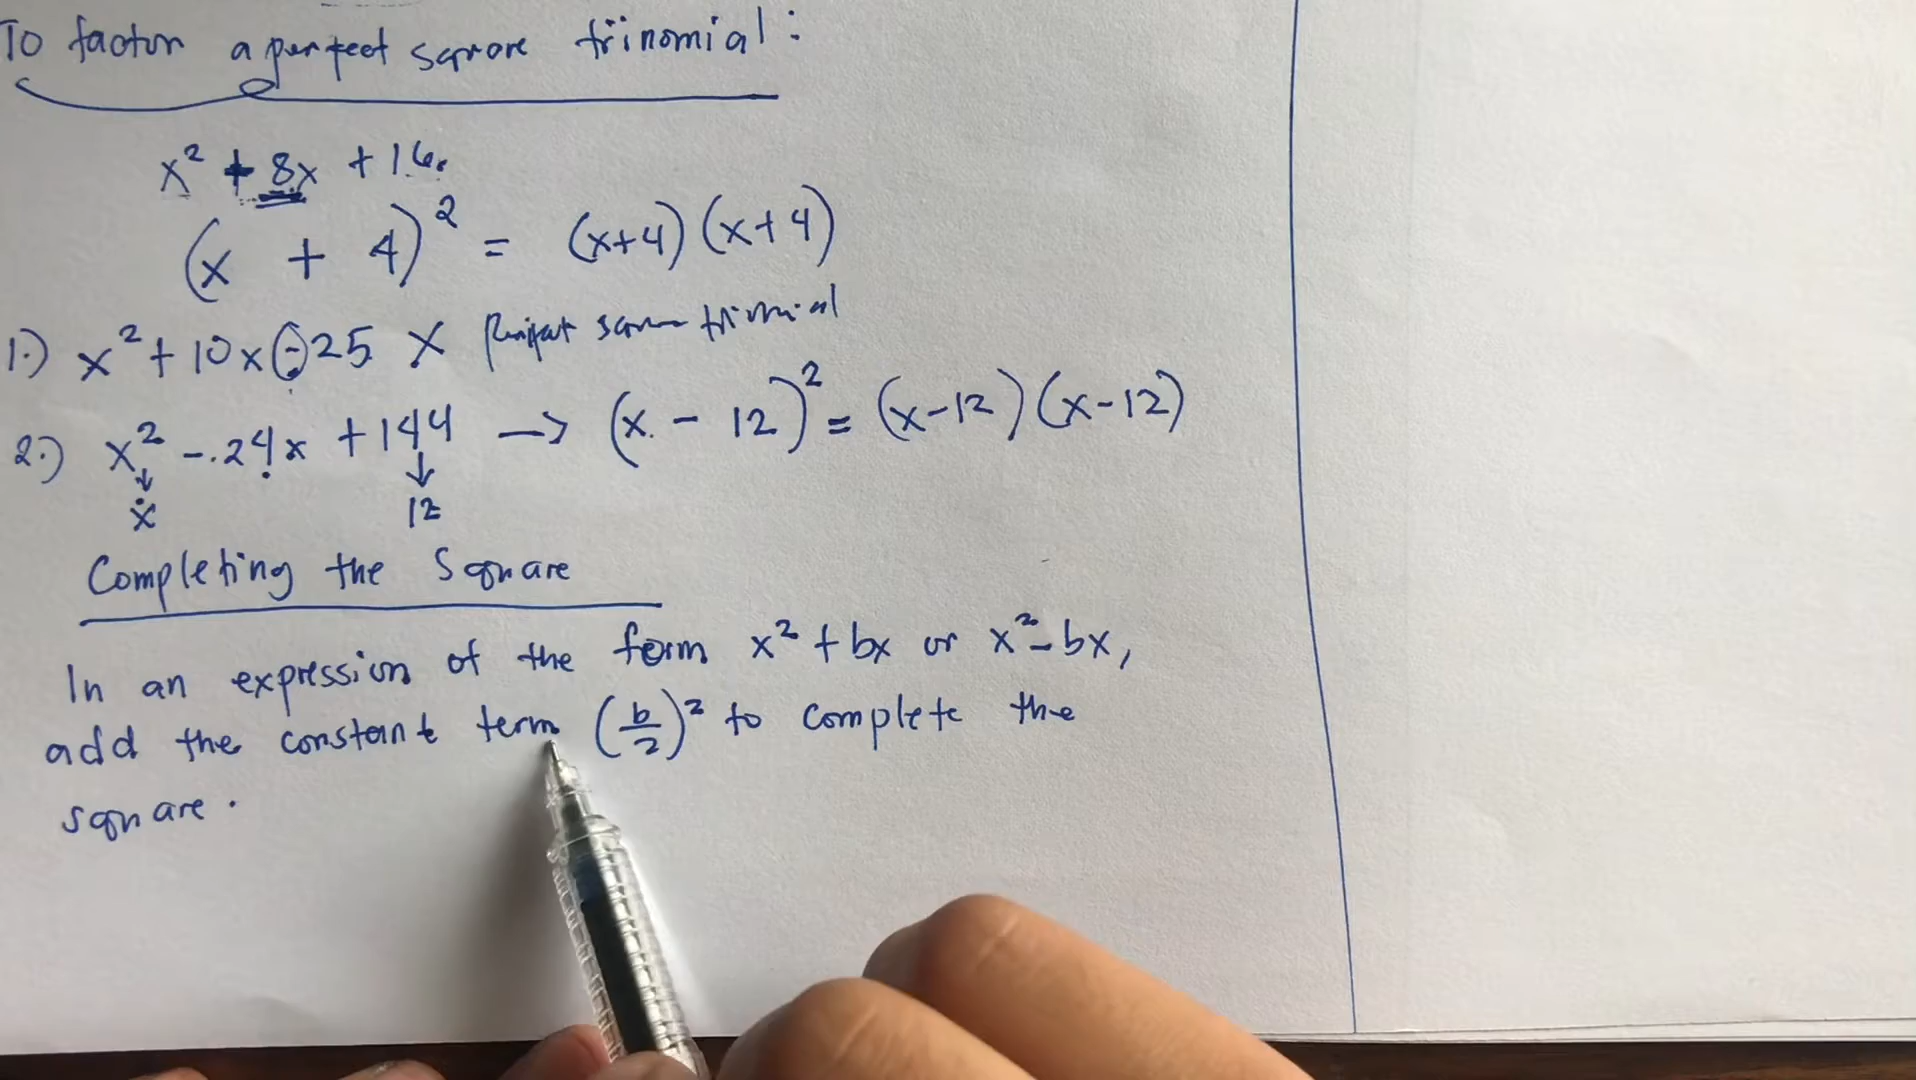 To factor a perfect square trinomial:
x² + 8x + 16
(x + 4)² = (x+4)(x+4)
1.) x² + 10x - 25 X Perfect square trinomial
2.) x² - 24x + 144 → (x - 12)² = (x-12)(x-12)
↓ ↓
x 12
Completing the Square
In an expression of the form x² + bx or x² - bx,
add the constant term (b/2)² to complete the
square.